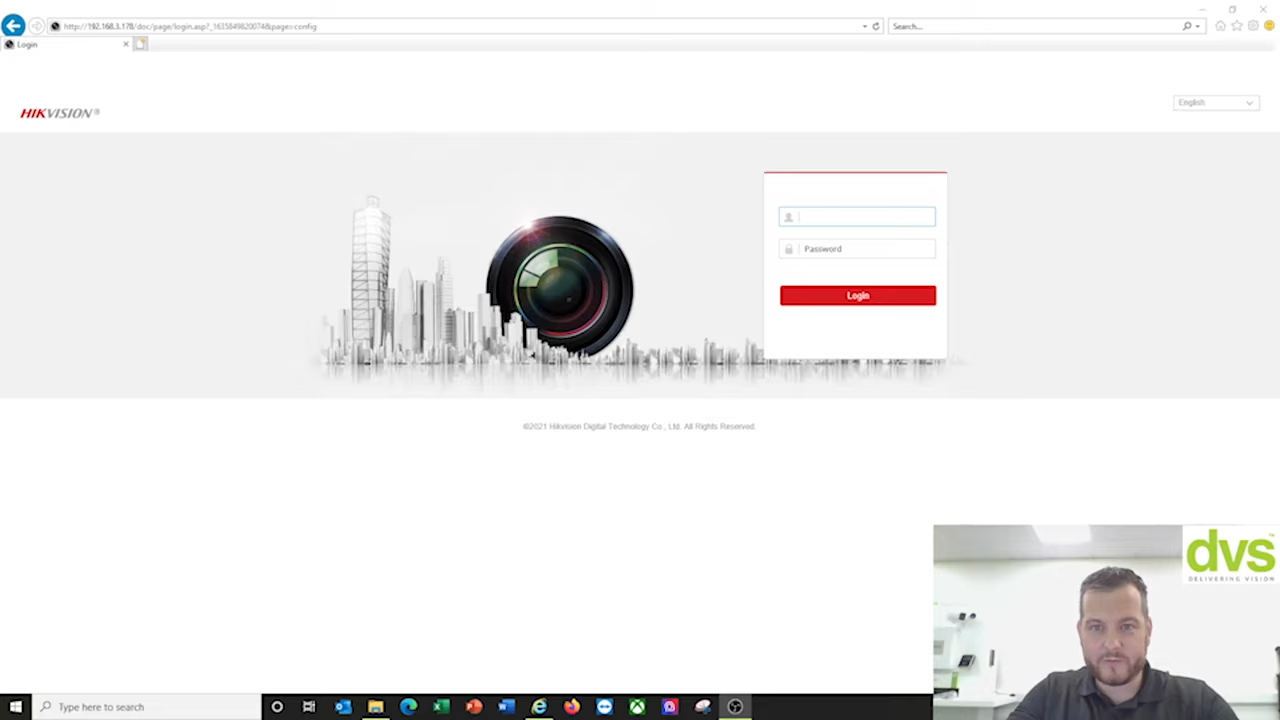 http://192.168.3.178/doc/page/login.asp?_1635849820074&page=config
Search...
Login
HIKVISION®
English
Password
Login
©2021 Hikvision Digital Technology Co., Ltd. All Rights Reserved.
dvs™
DELIVERING VISION
Type here to search